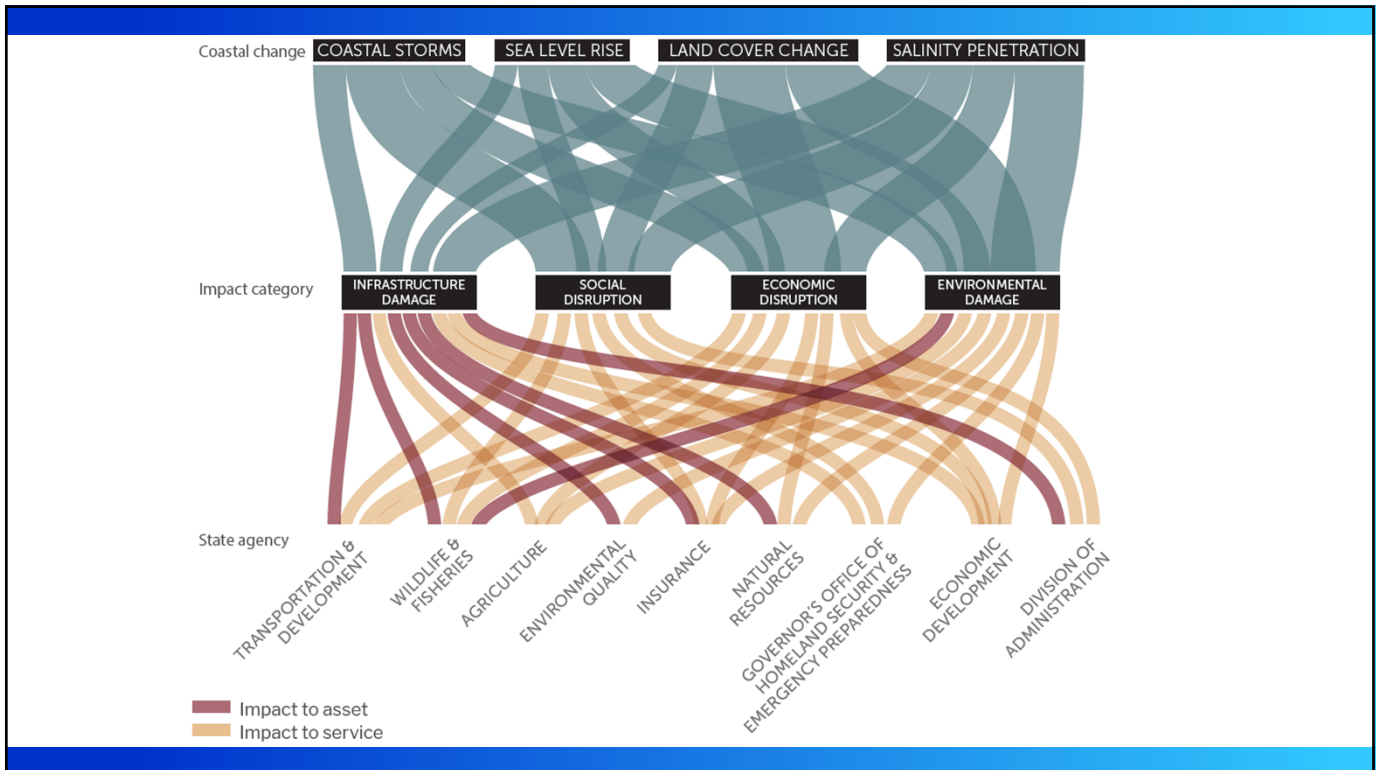 Coastal change
COASTAL STORMS
SEA LEVEL RISE
LAND COVER CHANGE
SALINITY PENETRATION
Impact category
INFRASTRUCTURE
DAMAGE
SOCIAL
DISRUPTION
ECONOMIC
DISRUPTION
ENVIRONMENTAL
DAMAGE
State agency
TRANSPORTATION &
DEVELOPMENT
WILDLIFE &
FISHERIES
AGRICULTURE
ENVIRONMENTAL
QUALITY
INSURANCE
NATURAL
RESOURCES
GOVERNOR'S OFFICE OF
HOMELAND SECURITY &
EMERGENCY PREPAREDNESS
ECONOMIC
DEVELOPMENT
DIVISION OF
ADMINISTRATION
Impact to asset
Impact to service